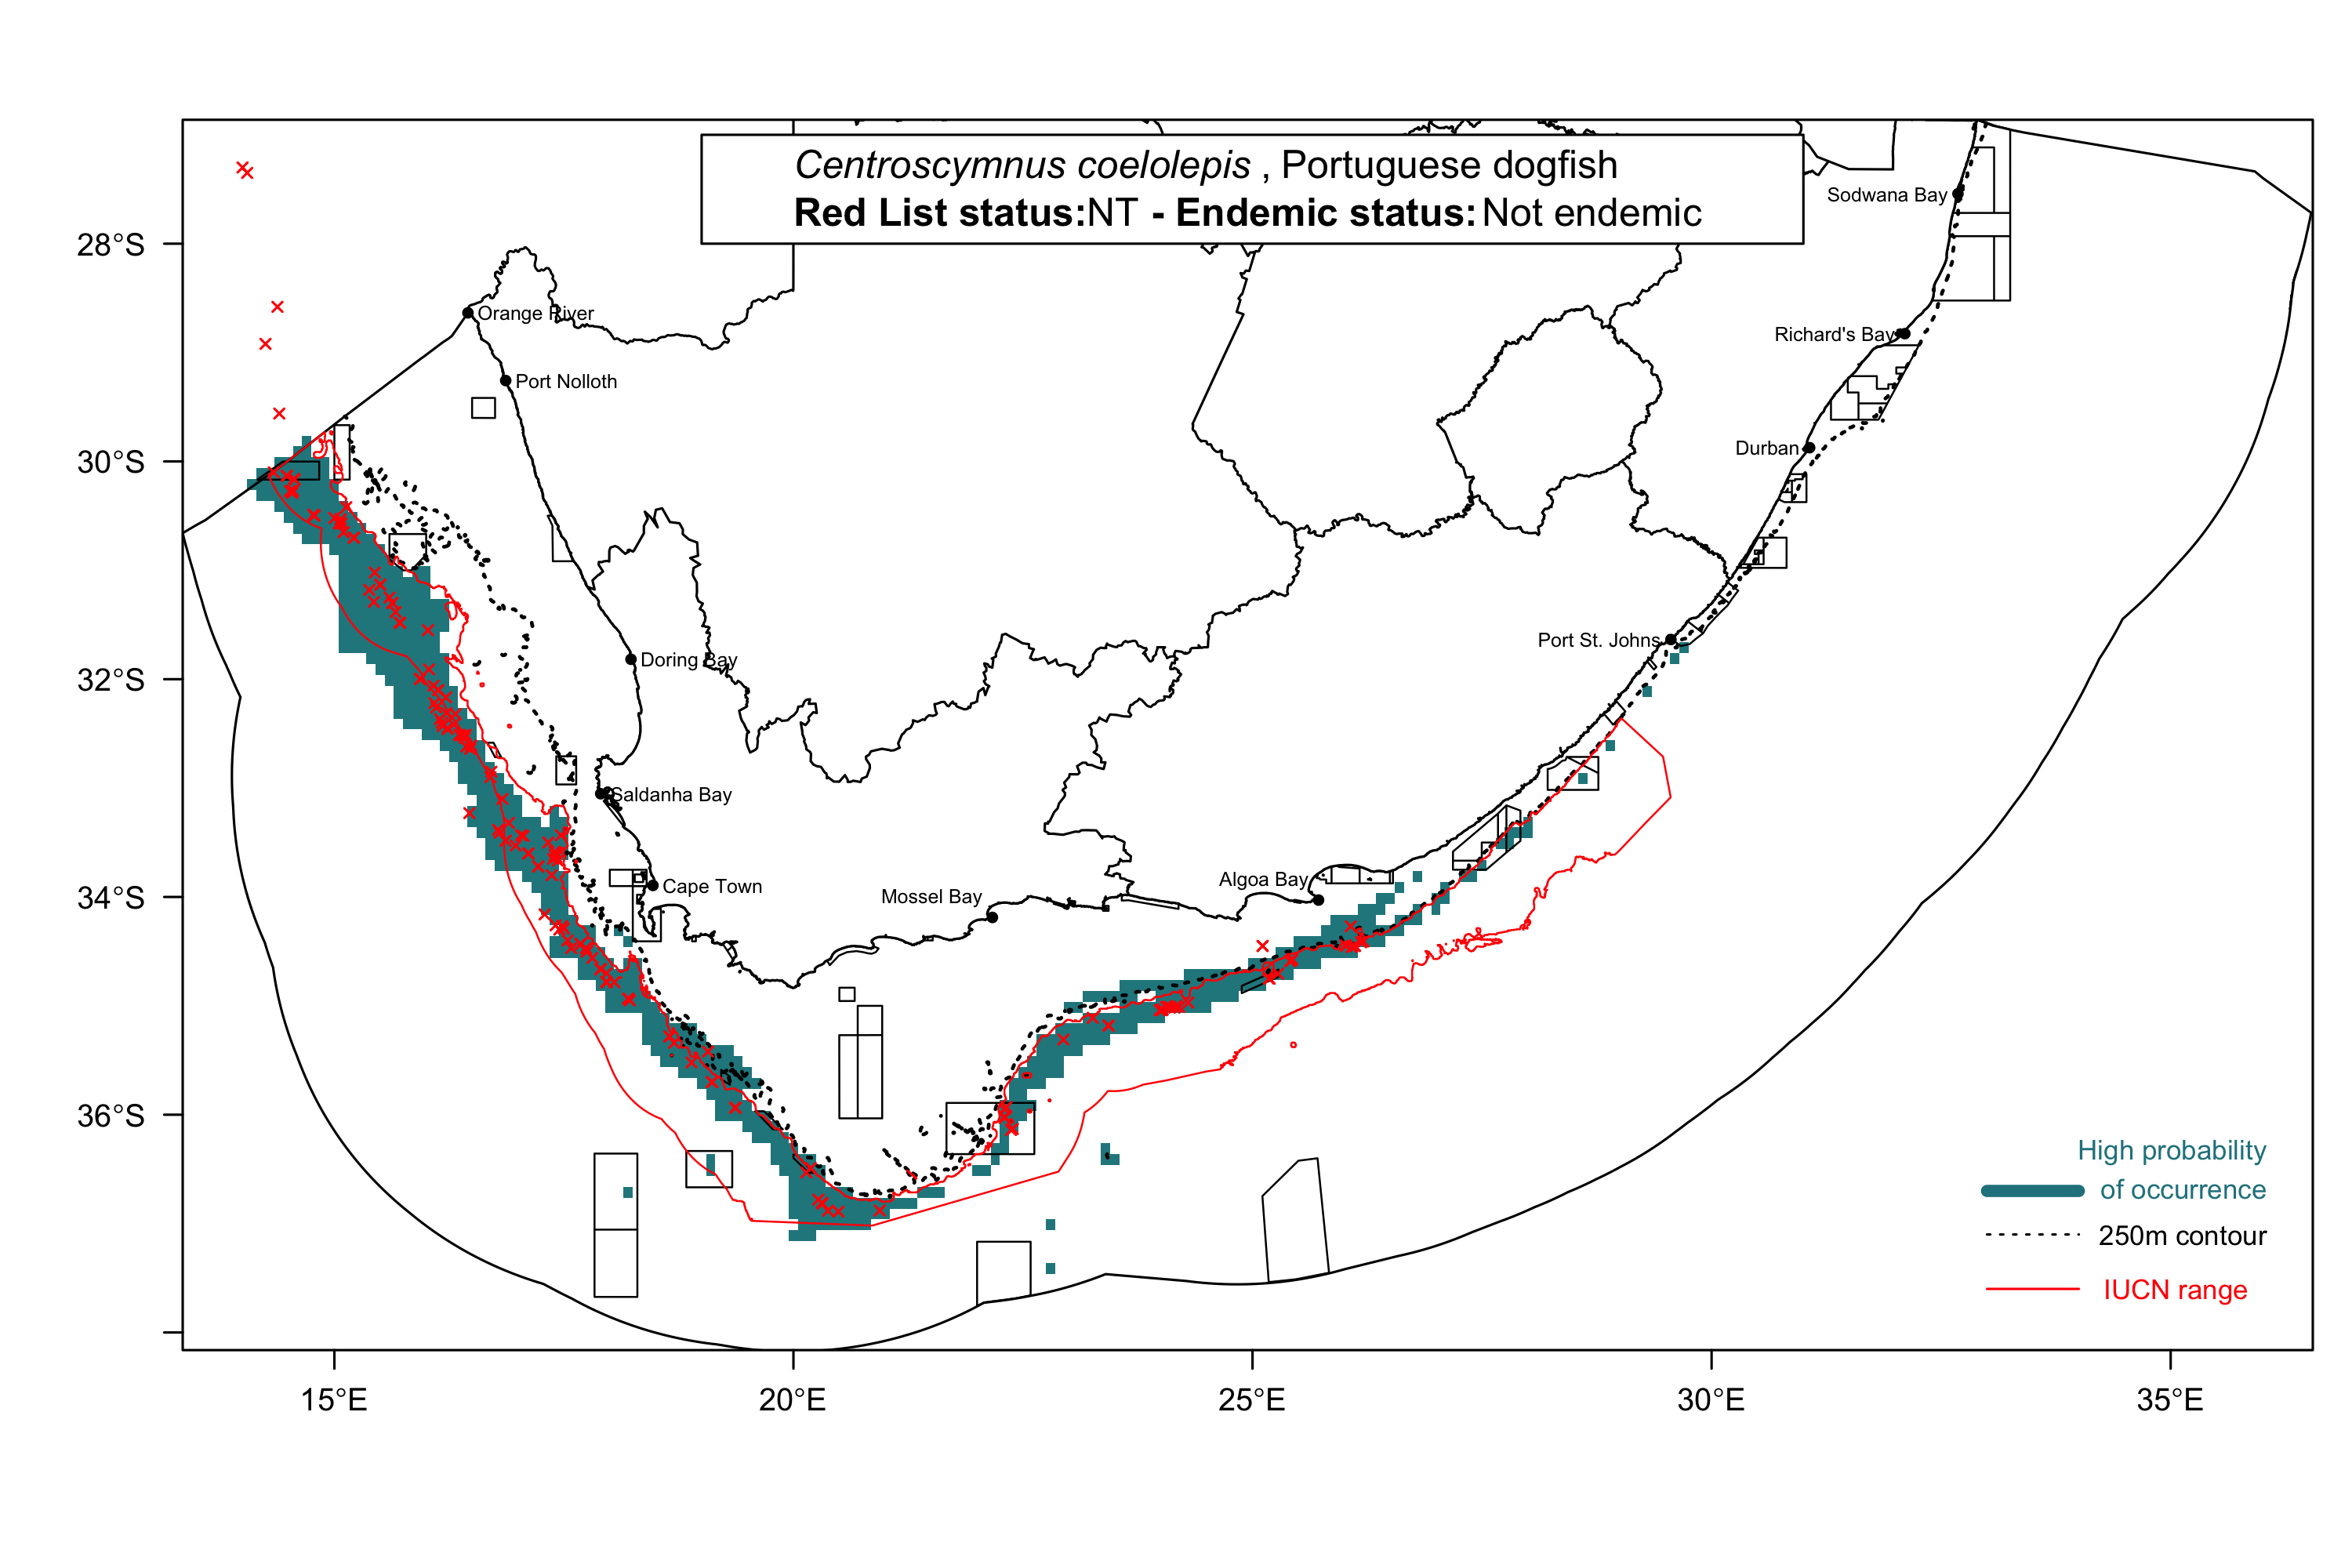 Centroscymnus coelolepis , Portuguese dogfish
Red List status:NT - Endemic status: Not endemic
Sodwana Bay
28°S
Orange River
Richard's Bay
Port Nolloth
Durban
30°S
Port St. Johns
Doring Bay
32°S
Saldanha Bay
Algoa Bay
Cape Town
Mossel Bay
34°S
36°S
High probability
of occurrence
250m contour
IUCN range
15°E
20°E
25°E
30°E
35°E